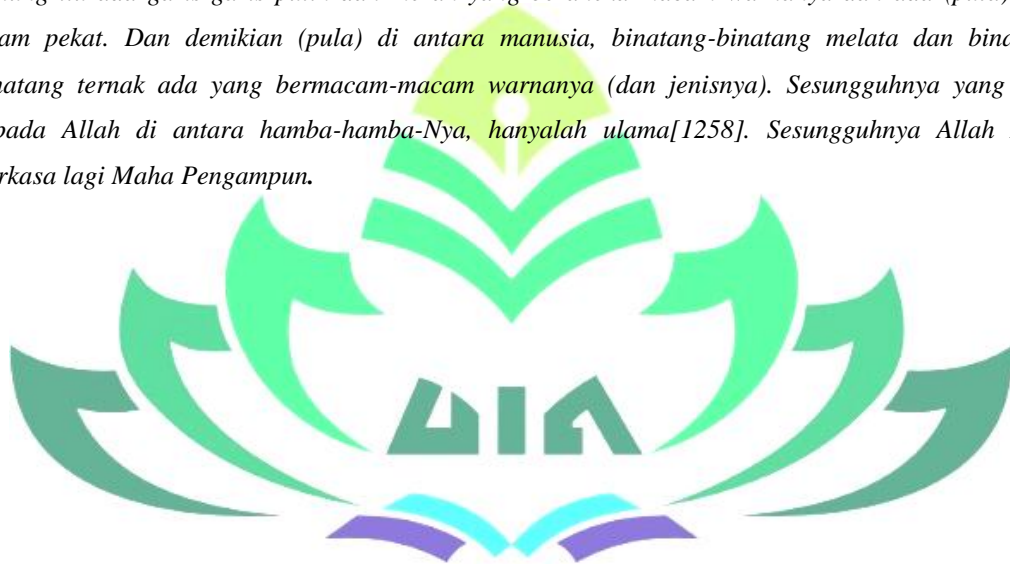 am pekat. Dan demikian (pula) di antara manusia, binatang-binatang melata dan
natang ternak ada yang bermacam-macam warnanya (dan jenisnya). Sesungguhnya yang
pada Allah di antara hamba-hamba-Nya, hanyalah ulama[1258]. Sesungguhnya Allah
rkasa lagi Maha Pengampun.
UIN